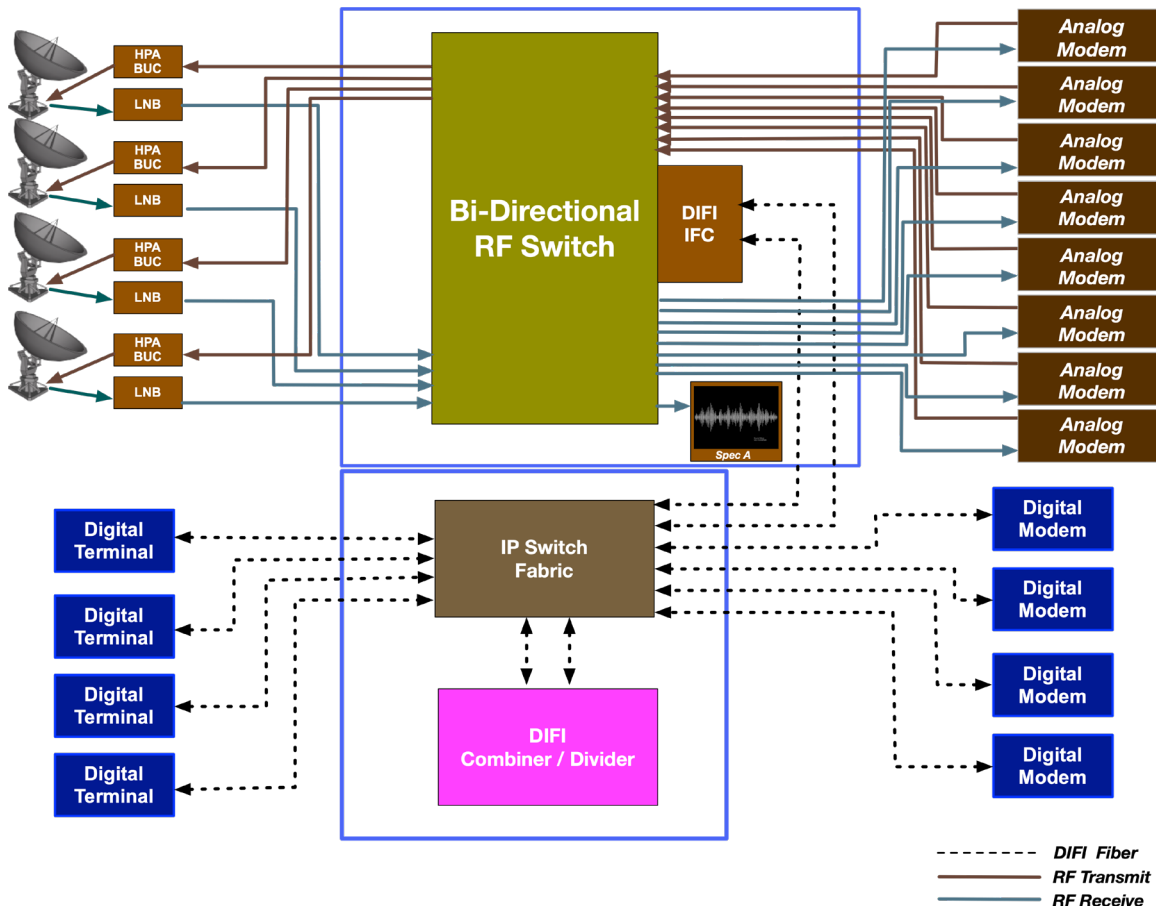 HPA
BUC
LNB
HPA
BUC
LNB
HPA
BUC
LNB
HPA
BUC
LNB
Bi-Directional
RF Switch
DIFI
IFC
Spec A
Analog
Modem
Analog
Modem
Analog
Modem
Analog
Modem
Analog
Modem
Analog
Modem
Analog
Modem
Analog
Modem
Digital
Terminal
Digital
Terminal
Digital
Terminal
Digital
Terminal
IP Switch
Fabric
DIFI
Combiner / Divider
Digital
Modem
Digital
Modem
Digital
Modem
Digital
Modem
DIFI Fiber
RF Transmit
RF Receive